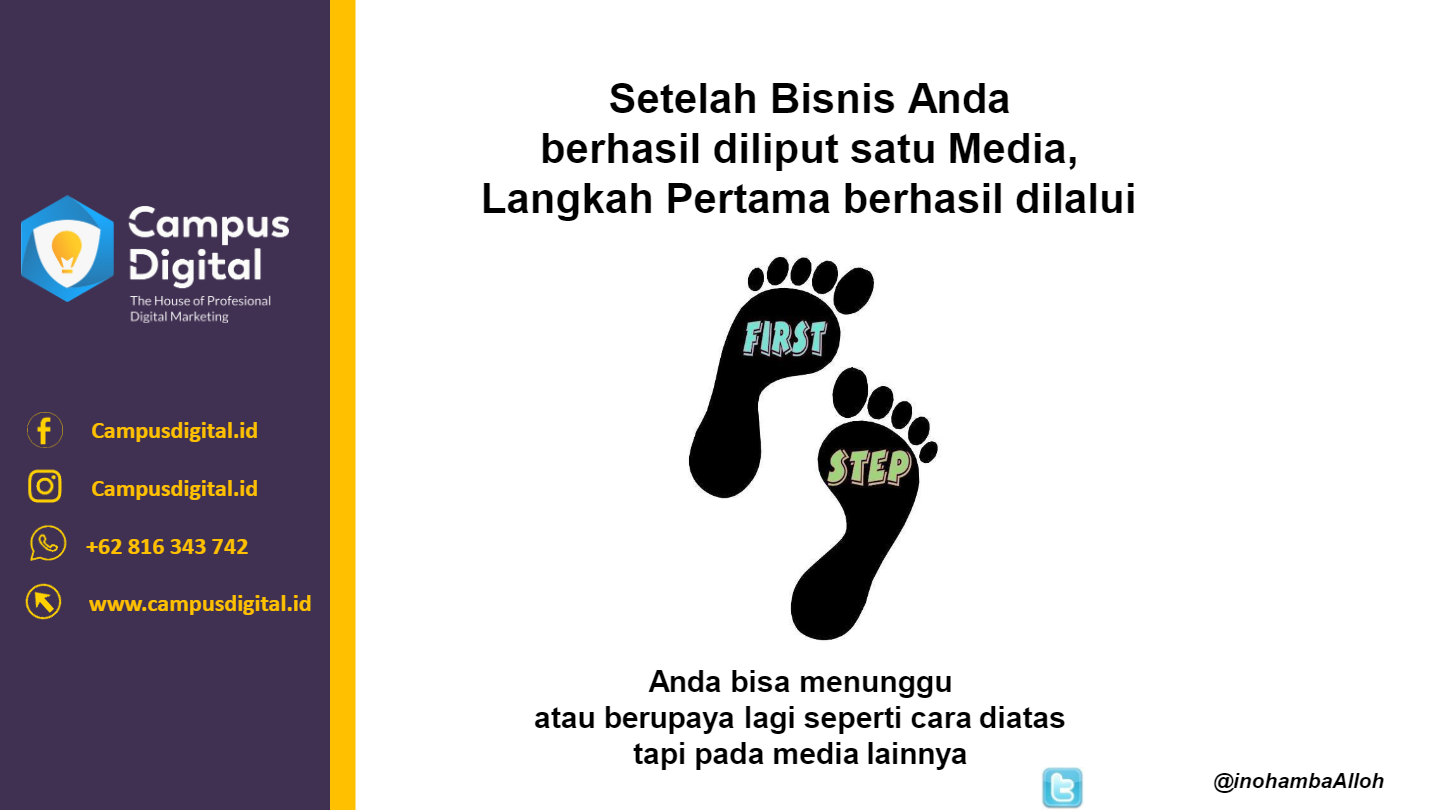 Campus
Digital
The House of Profesional
Digital Marketing
Campusdigital.id
Campusdigital.id
+62 816 343 742
www.campusdigital.id
Setelah Bisnis Anda
berhasil diliput satu Media,
Langkah Pertama berhasil dilalui
FIRST
STEP
Anda bisa menunggu
atau berupaya lagi seperti cara diatas
tapi pada media lainnya
@inohambaAlloh